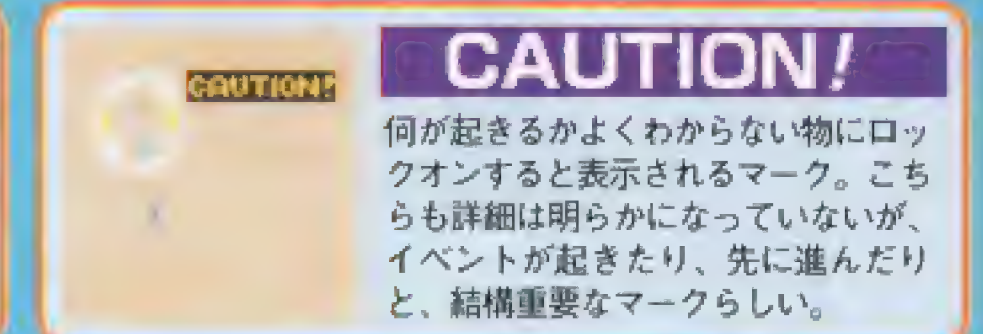 CAUTION!
CAUTION!
何が起きるかよくわからない物にロッ
クオンすると表示されるマーク。こち
らも詳細は明らかになっていないが、
イベントが起きたり、先に進んだり
と、結構重要なマークらしい。